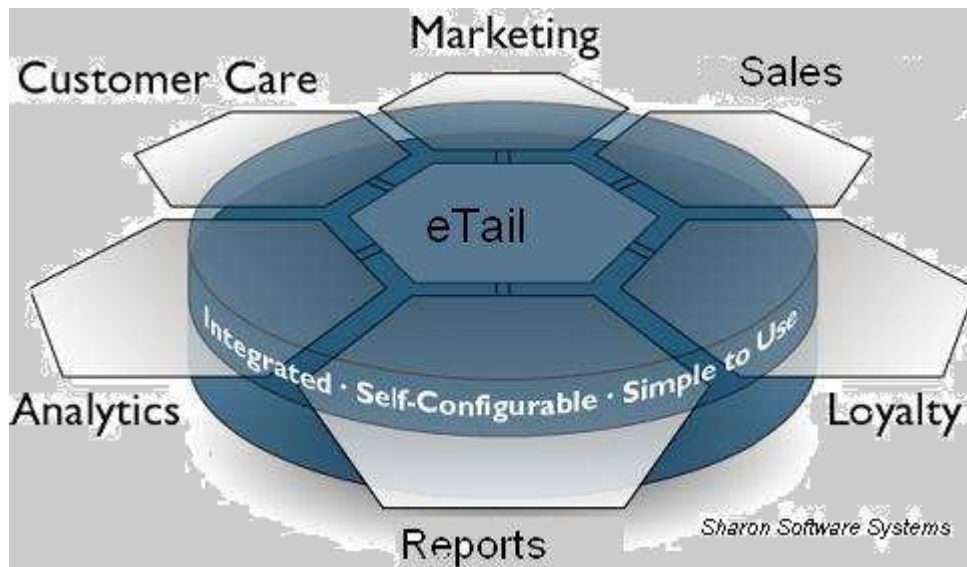 Marketing
Customer Care
Sales
eTail
Integrated · Self-Configurable · Simple to Use
Analytics
Loyalty
Reports
Sharon Software Systems